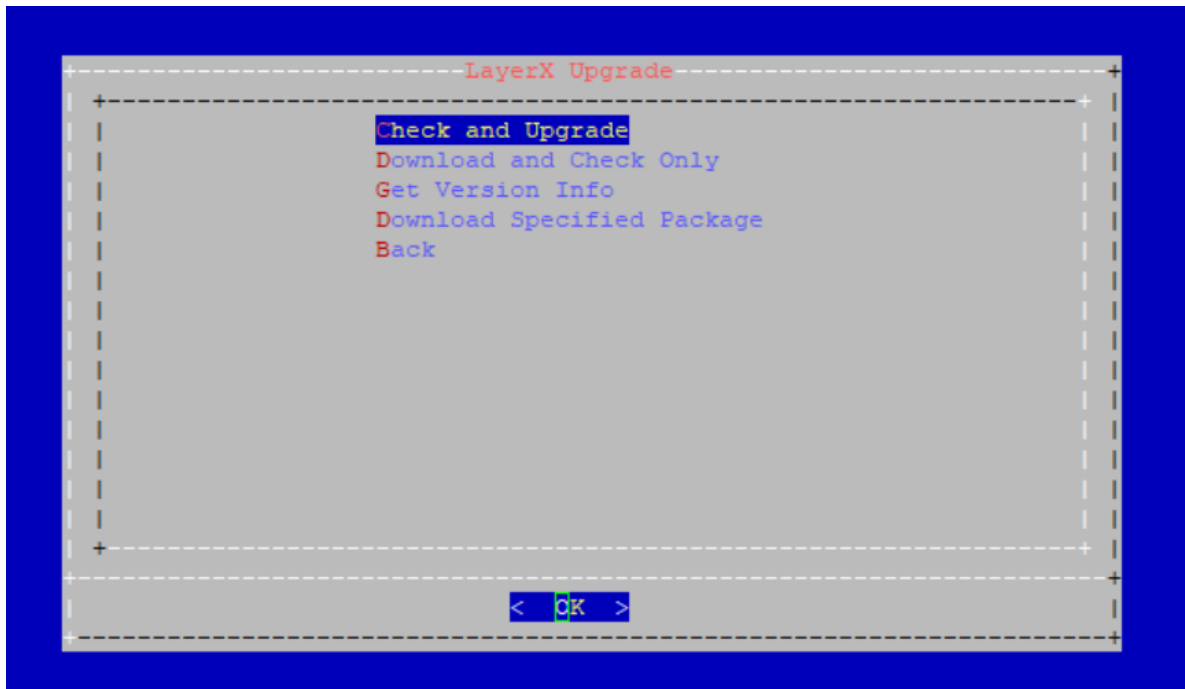 LayerX Upgrade
Check and Upgrade
Download and Check Only
Get Version Info
Download Specified Package
Back
< OK >